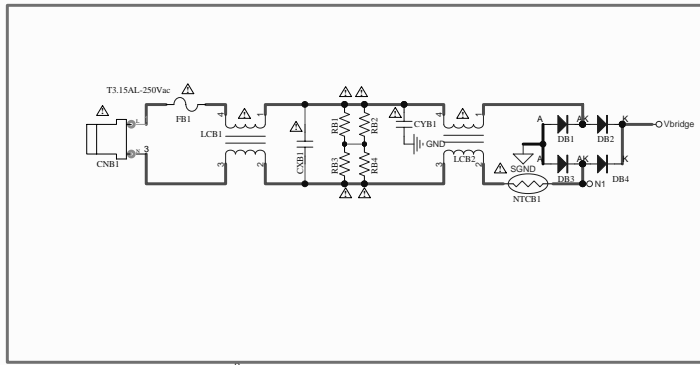 T3.15AL-250Vac
FB1
L
N 3
CNB1
LCB1
4 1
3 2
CXB1
RB1
RB2
RB3
RB4
CYB1
GND
4 1
3 2
LCB2
A AK K
DB1 DB2
Vbridge
SGND
A AK K
DB3 DB4
N1
NTCB1